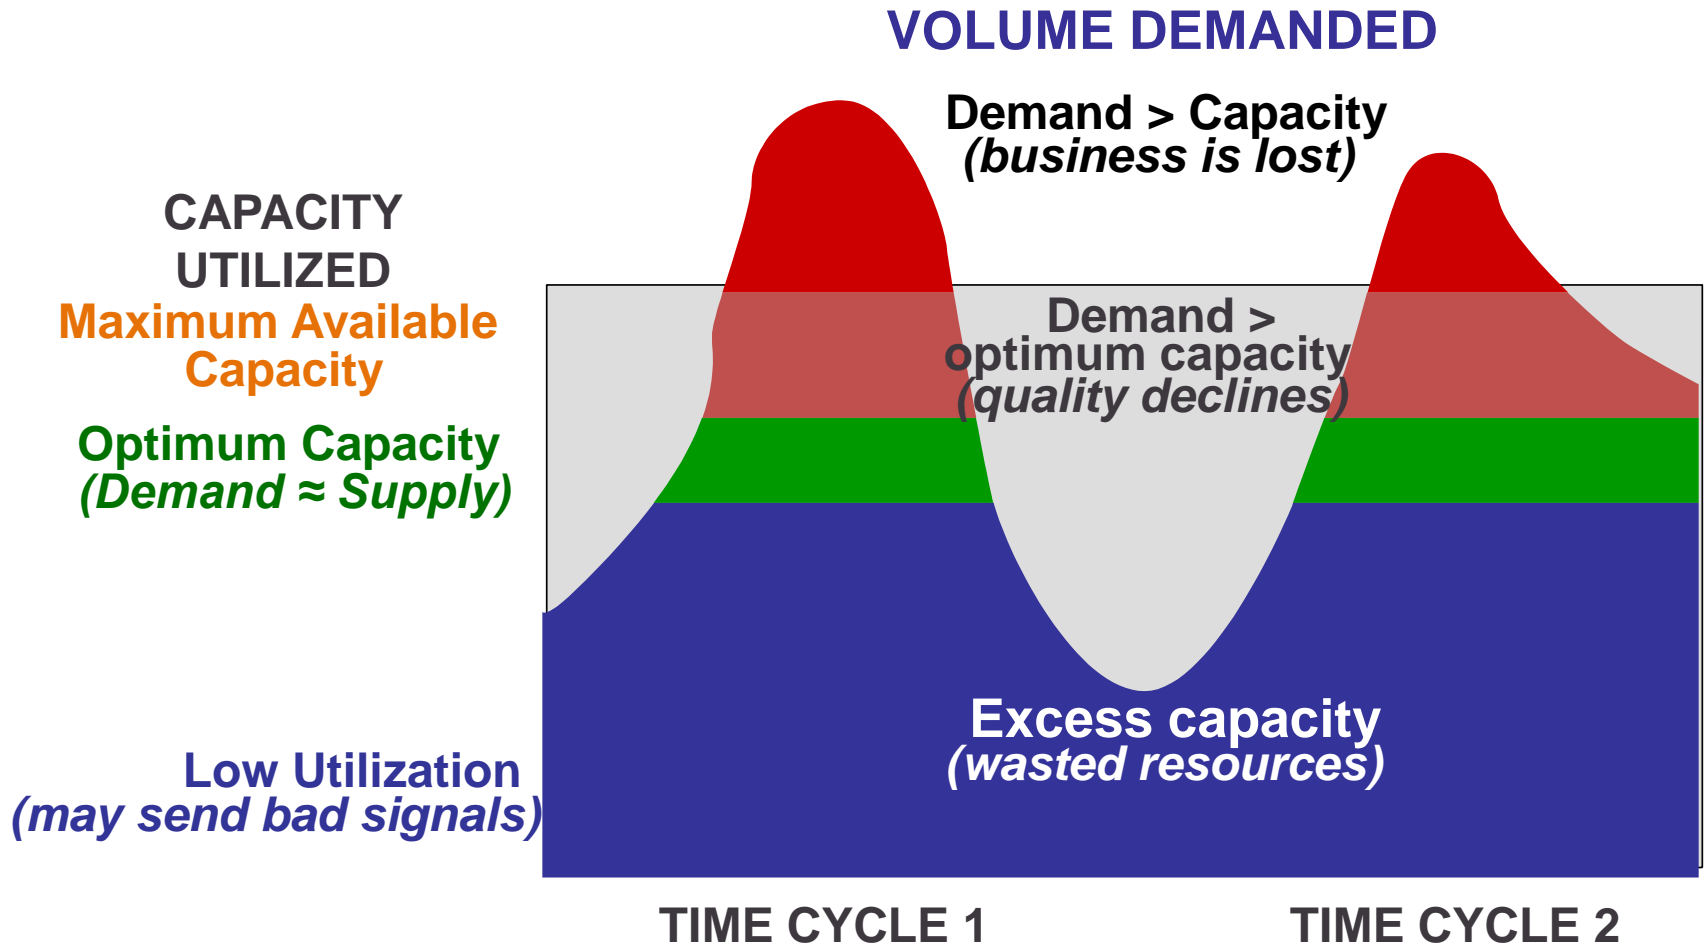 VOLUME DEMANDED
Demand > Capacity
(business is lost)
CAPACITY
UTILIZED
Maximum Available
Capacity
Demand >
optimum capacity
(quality declines)
Optimum Capacity
(Demand ≈ Supply)
Excess capacity
(wasted resources)
Low Utilization
(may send bad signals)
TIME CYCLE 1
TIME CYCLE 2